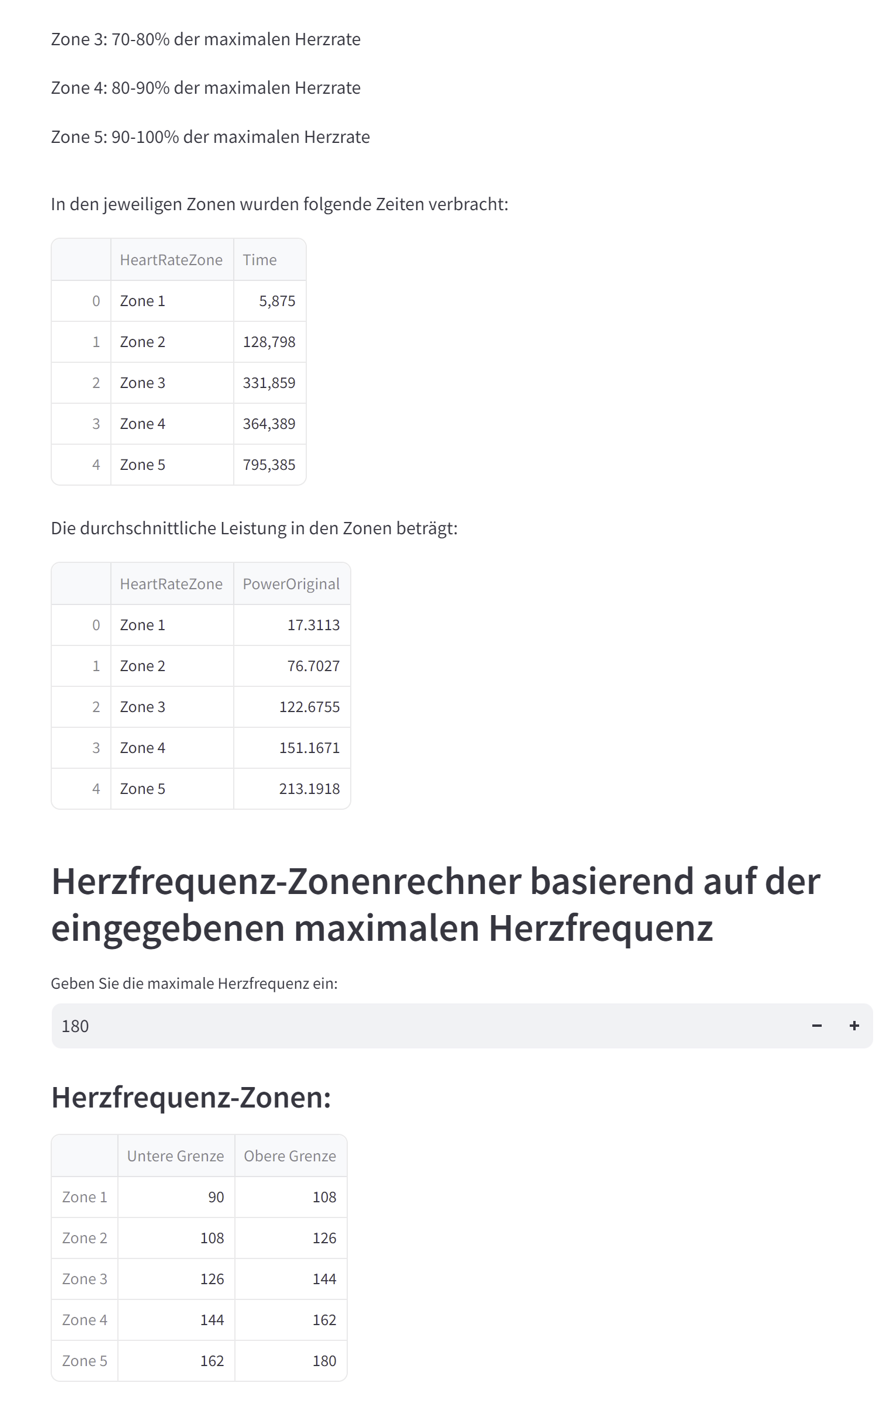 Zone 3: 70-80% der maximalen Herzrate
Zone 4: 80-90% der maximalen Herzrate
Zone 5: 90-100% der maximalen Herzrate
In den jeweiligen Zonen wurden folgende Zeiten verbracht:
HeartRateZone Time
0 Zone 1 5,875
1 Zone 2 128,798
2 Zone 3 331,859
3 Zone 4 364,389
4 Zone 5 795,385
Die durchschnittliche Leistung in den Zonen beträgt:
HeartRateZone PowerOriginal
0 Zone 1 17.3113
1 Zone 2 76.7027
2 Zone 3 122.6755
3 Zone 4 151.1671
4 Zone 5 213.1918
Herzfrequenz-Zonenrechner basierend auf der
eingegebenen maximalen Herzfrequenz
Geben Sie die maximale Herzfrequenz ein:
180 − +
Herzfrequenz-Zonen:
Untere Grenze Obere Grenze
Zone 1 90 108
Zone 2 108 126
Zone 3 126 144
Zone 4 144 162
Zone 5 162 180